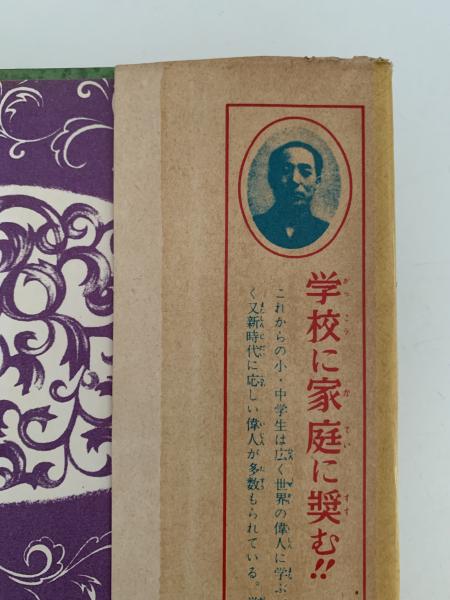 学校に家庭に奨む!!
これからの小・中学生は広く世界の偉人に学ぶ
く又新時代に応しい偉人が多数もられている。